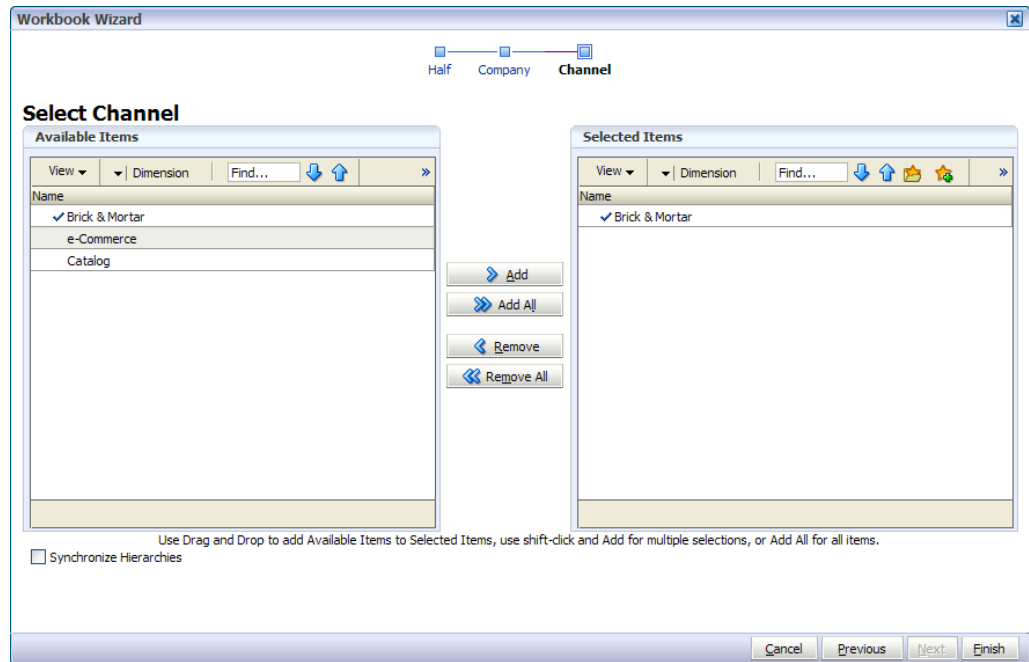 Workbook Wizard
Half Company Channel
Select Channel
Available Items
View Dimension Find... »
Name
Brick & Mortar
e-Commerce
Catalog
Add
Add All
Remove
Remove All
Selected Items
View Dimension Find... »
Name
Brick & Mortar
Use Drag and Drop to add Available Items to Selected Items, use shift-click and Add for multiple selections, or Add All for all items.
Synchronize Hierarchies
Cancel Previous Next Finish